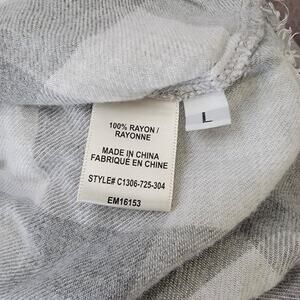 100% RAYON/
RAYONNE
MADE IN CHINA
FABRIQUÉ EN CHINE
STYLE# C1306-725-304
EM16153
L